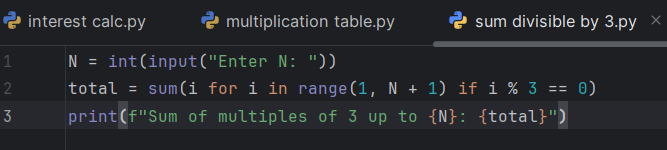 interest calc.py multiplication table.py sum divisible by 3.py
1 N = int(input("Enter N: "))
2 total = sum(i for i in range(1, N + 1) if i % 3 == 0)
3 print(f"Sum of multiples of 3 up to {N}: {total}")